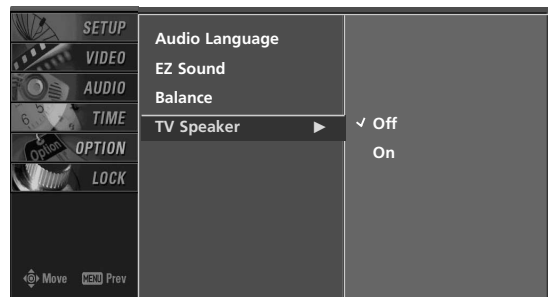 SETUP
VIDEO
AUDIO
TIME
OPTION
LOCK
Move MENU Prev
Audio Language
EZ Sound
Balance
TV Speaker ▶
✓ Off
On